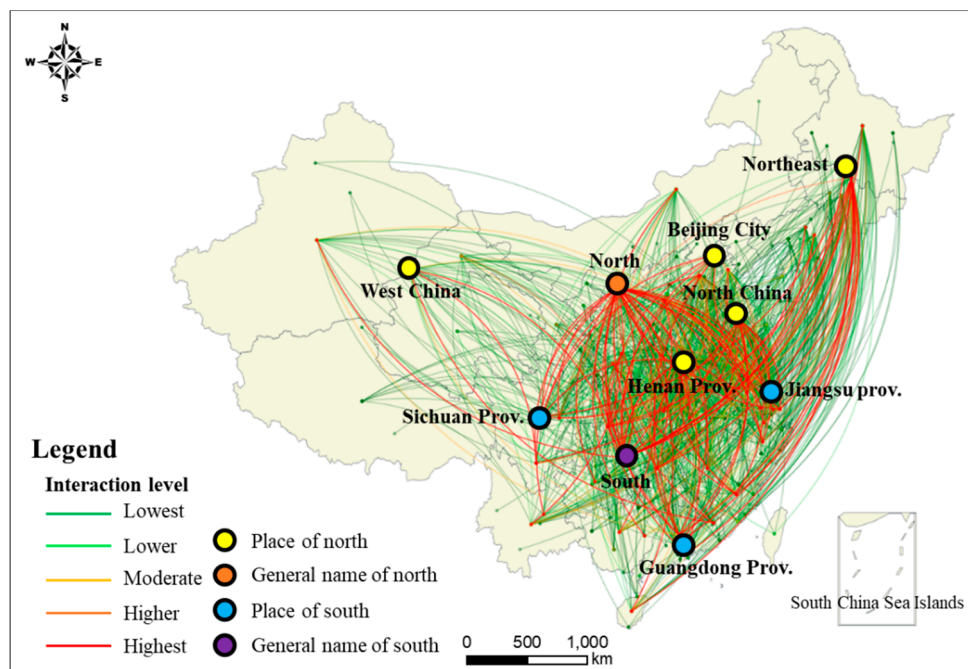 N
W E
S
Northeast
Beijing City
North
West China
North China
Henan Prov.
Jiangsu prov.
Sichuan Prov.
South
Guangdong Prov.
South China Sea Islands
Legend
Interaction level
Lowest
Lower
Moderate
Higher
Highest
Place of north
General name of north
Place of south
General name of south
0 500 1,000
km